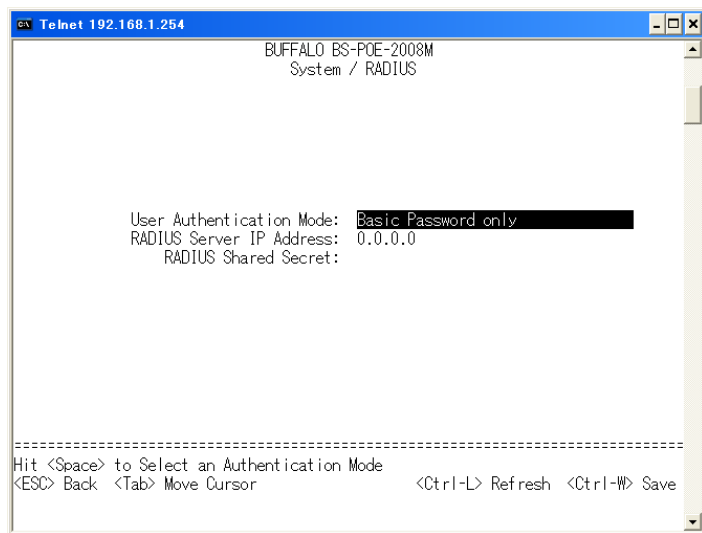 Telnet 192.168.1.254
BUFFALO BS-POE-2008M
System / RADIUS
User Authentication Mode: Basic Password only
RADIUS Server IP Address: 0.0.0.0
RADIUS Shared Secret:
================================================================================
Hit <Space> to Select an Authentication Mode
<ESC> Back <Tab> Move Cursor <Ctrl-L> Refresh <Ctrl-W> Save